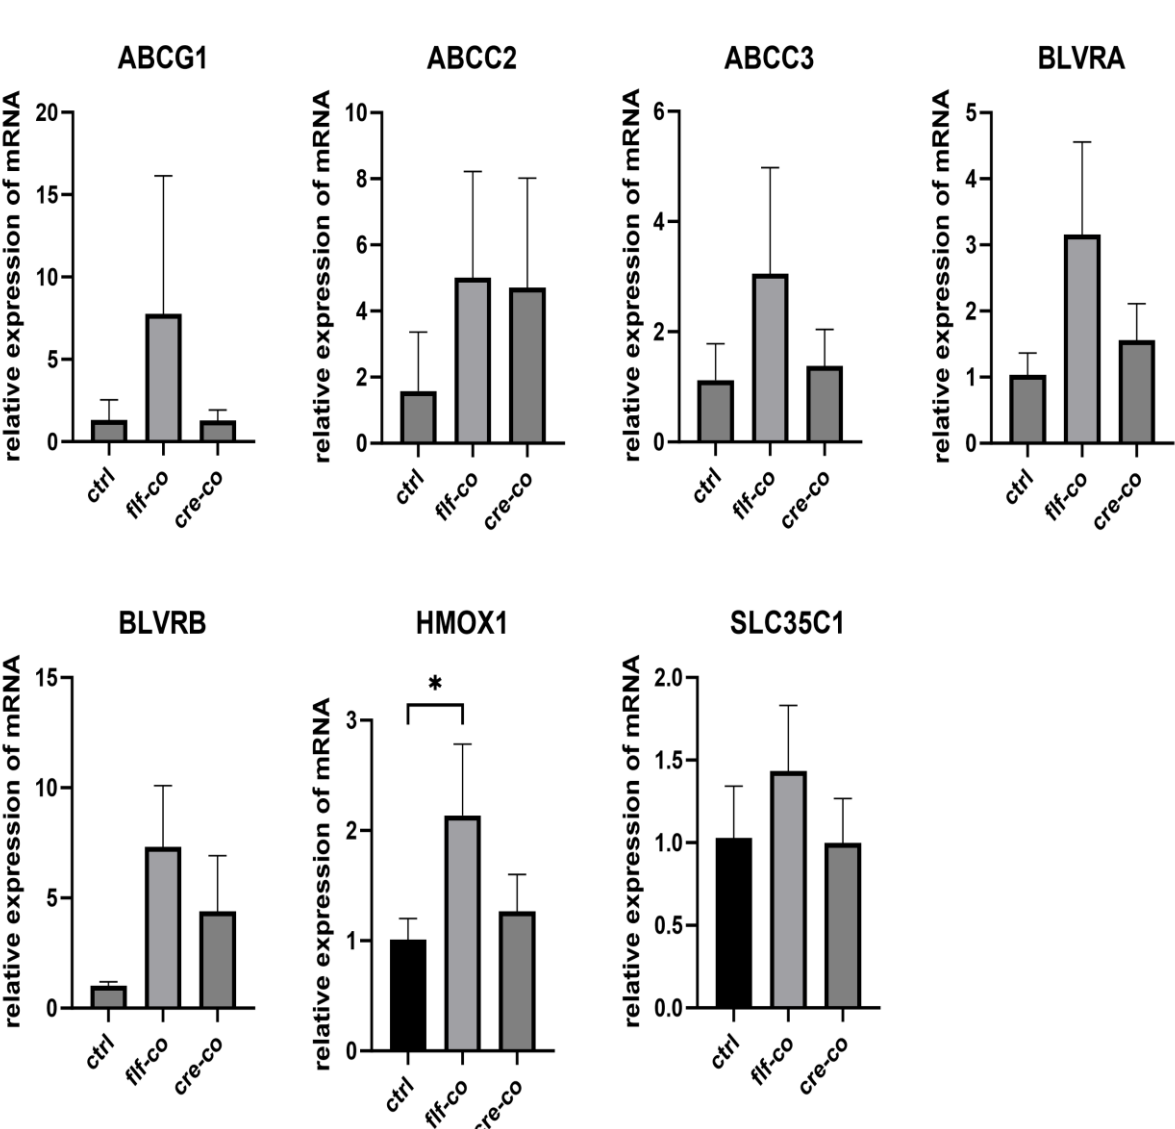 ABCG1
relative expression of mRNA
20
15
10
5
0
ctrl
flf-co
cre-co
ABCC2
relative expression of mRNA
10
8
6
4
2
0
ctrl
flf-co
cre-co
ABCC3
relative expression of mRNA
6
4
2
0
ctrl
flf-co
cre-co
BLVRA
relative expression of mRNA
5
4
3
2
1
0
ctrl
flf-co
cre-co
BLVRB
relative expression of mRNA
15
10
5
0
ctrl
flf-co
cre-co
HMOX1
*
relative expression of mRNA
3
2
1
0
ctrl
flf-co
cre-co
SLC35C1
relative expression of mRNA
2.0
1.5
1.0
0.5
0.0
ctrl
flf-co
cre-co